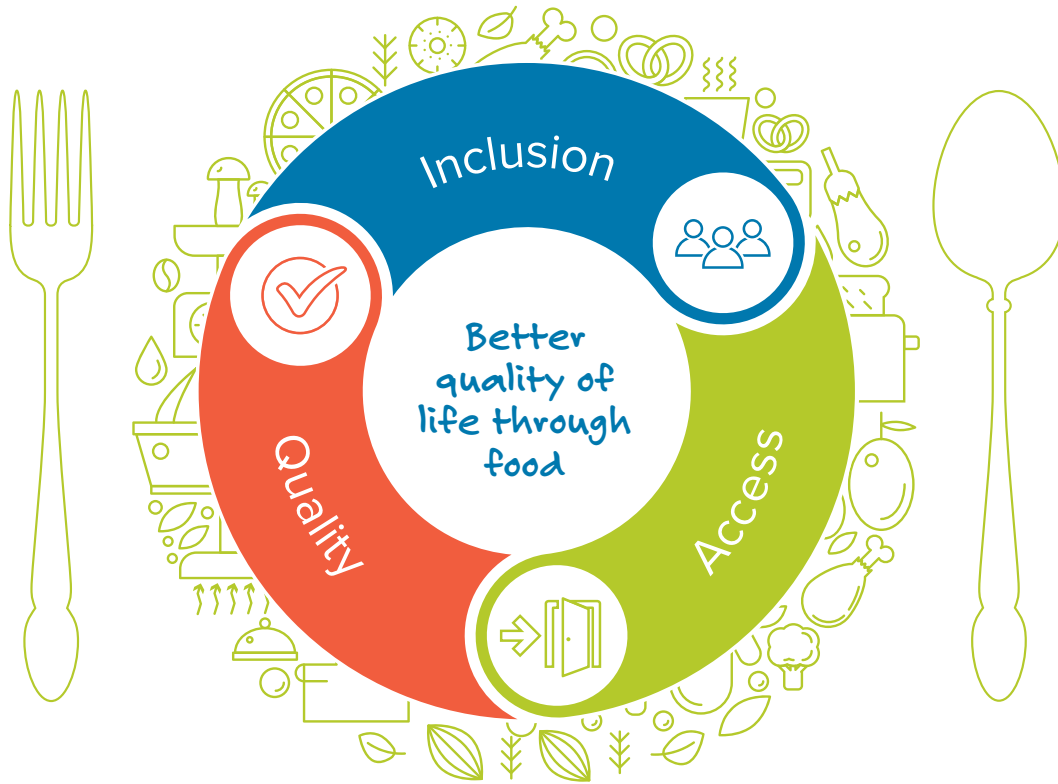 Inclusion
Better
quality of
life through
food
Quality
Access